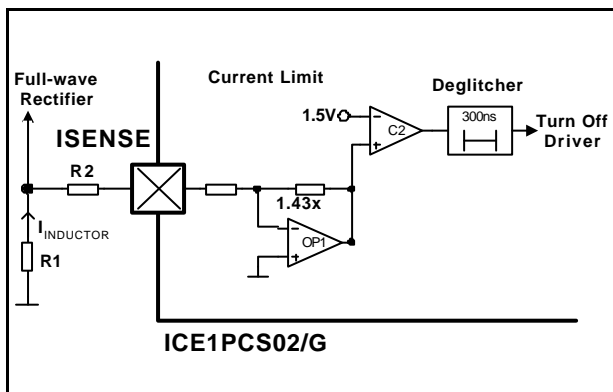 Full-wave
Rectifier
Current Limit
Deglitcher
ISENSE
1.5V
C2
300ns
Turn Off
Driver
R2
1.43x
I INDUCTOR
OP1
R1
ICE1PCS02/G